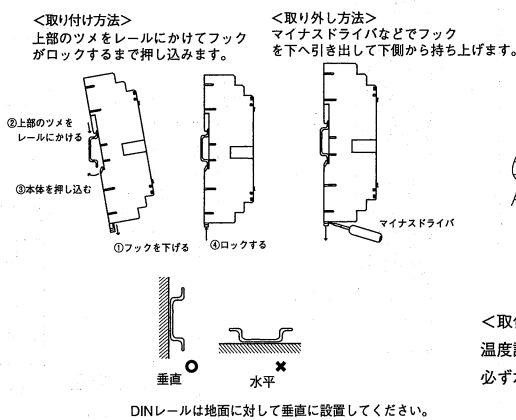 <取り付け方法>
上部のツメをレールにかけてフック
がロックするまで押し込みます。
②上部のツメを
レールにかける
③本体を押し込む
①フックを下げる
④ロックする
<取り外し方法>
マイナスドライバなどでフック
を下へ引き出して下側から持ち上げます。
マイナスドライバ
垂直
水平
DINレールは地面に対して垂直に設置してください。
<取
温度
必ず